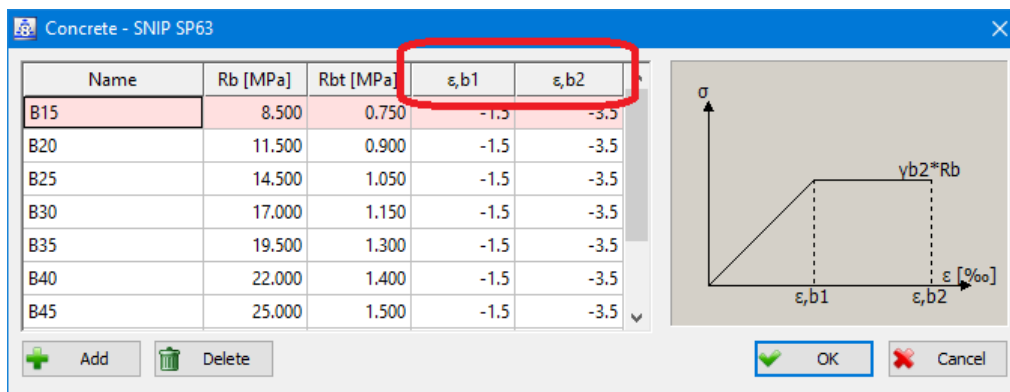 Concrete - SNIP SP63
Name Rb [MPa] Rbt [MPa] ε,b1 ε,b2
B15 8.500 0.750 -1.5 -3.5
B20 11.500 0.900 -1.5 -3.5
B25 14.500 1.050 -1.5 -3.5
B30 17.000 1.150 -1.5 -3.5
B35 19.500 1.300 -1.5 -3.5
B40 22.000 1.400 -1.5 -3.5
B45 25.000 1.500 -1.5 -3.5
σ
yb2*Rb
ε [‰]
ε,b1 ε,b2
Add Delete OK Cancel